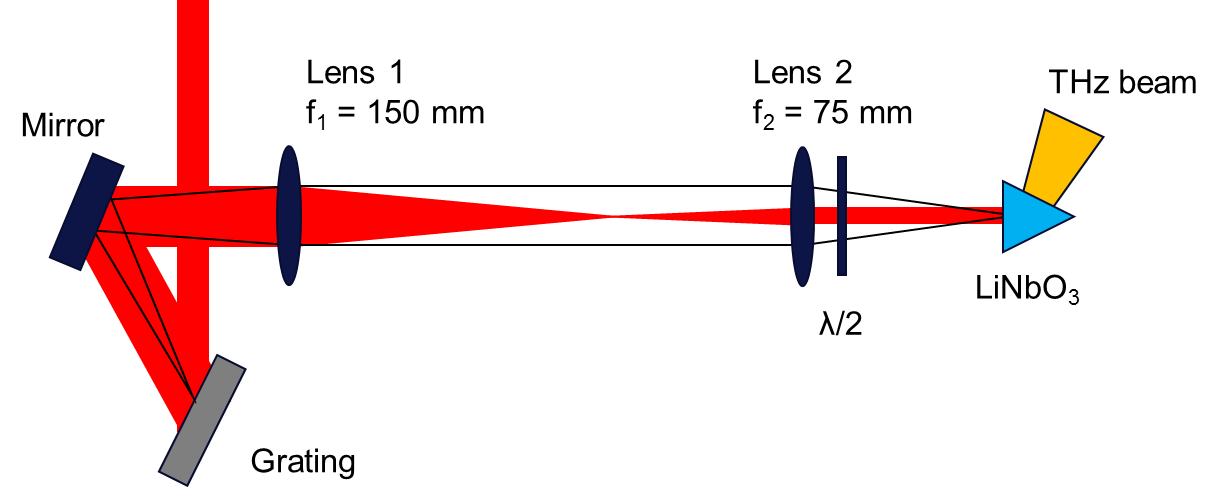 Lens 1
f₁ = 150 mm
Lens 2
f₂ = 75 mm
THz beam
Mirror
LiNbO₃
λ/2
Grating